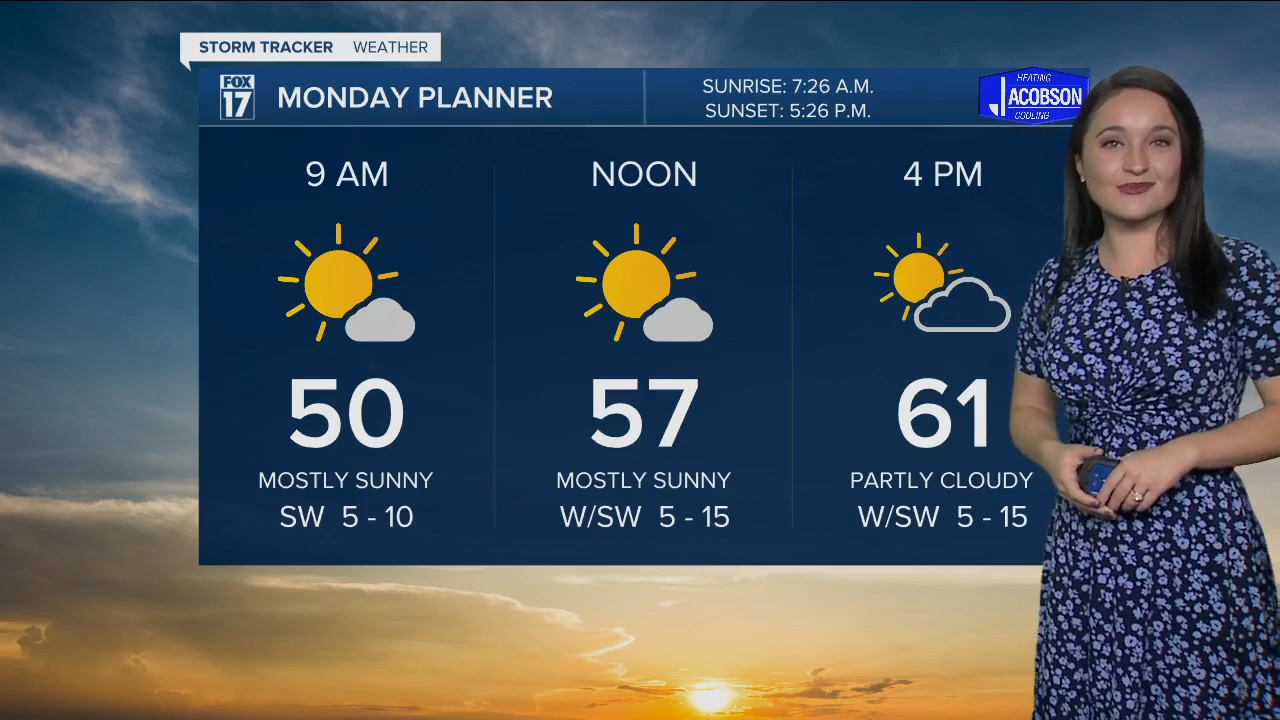 STORM TRACKER WEATHER
FOX
17
MONDAY PLANNER
SUNRISE: 7:26 A.M.
SUNSET: 5:26 P.M.
HEATING
JACOBSON
COOLING
9 AM
NOON
4 PM
50
57
61
MOSTLY SUNNY
MOSTLY SUNNY
PARTLY CLOUDY
SW 5 - 10
W/SW 5 - 15
W/SW 5 - 15